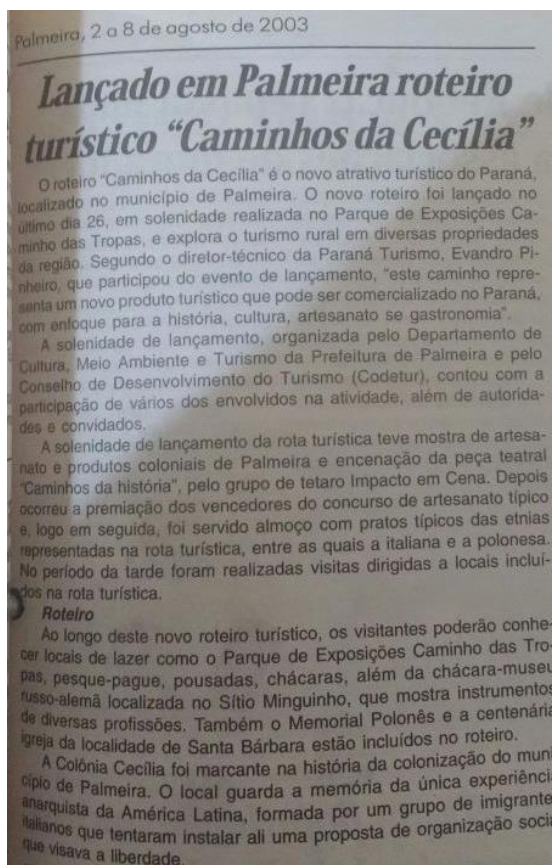 Palmeira, 2 a 8 de agosto de 2003
Lançado em Palmeira roteiro
turístico “Caminhos da Cecília”
O roteiro “Caminhos da Cecília” é o novo atrativo turístico do Paraná,
localizado no município de Palmeira. O novo roteiro foi lançado no
último dia 26, em solenidade realizada no Parque de Exposições Ca-
minho das Tropas, e explora o turismo rural em diversas propriedades
da região. Segundo o diretor-técnico da Paraná Turismo, Evandro Pi-
nheiro, que participou do evento de lançamento, “este caminho repre-
senta um novo produto turístico que pode ser comercializado no Paraná,
com enfoque para a história, cultura, artesanato se gastronomia”.
A solenidade de lançamento, organizada pelo Departamento de
Cultura, Meio Ambiente e Turismo da Prefeitura de Palmeira e pelo
Conselho de Desenvolvimento do Turismo (Codetur), contou com a
participação de vários dos envolvidos na atividade, além de autorida-
des e convidados.
A solenidade de lançamento da rota turística teve mostra de artesa-
nato e produtos coloniais de Palmeira e encenação da peça teatral
“Caminhos da história”, pelo grupo de tetaro Impacto em Cena. Depois
ocorreu a premiação dos vencedores do concurso de artesanato típico
e, logo em seguida, foi servido almoço com pratos típicos das etnias
representadas na rota turística, entre as quais a italiana e a polonesa.
No período da tarde foram realizadas visitas dirigidas a locais incluí-
dos na rota turística.
Roteiro
Ao longo deste novo roteiro turístico, os visitantes poderão conhe-
cer locais de lazer como o Parque de Exposições Caminho das Tro-
pas, pesque-pague, pousadas, chácaras, além da chácara-museu
russo-alemã localizada no Sítio Minguinho, que mostra instrumentos
de diversas profissões. Também o Memorial Polonês e a centenária
igreja da localidade de Santa Bárbara estão incluídos no roteiro.
A Colônia Cecília foi marcante na história da colonização do muni
cípio de Palmeira. O local guarda a memória da única experiênci
anarquista da América Latina, formada por um grupo de imigrante
italianos que tentaram instalar ali uma proposta de organização socia
que visava a liberdade.